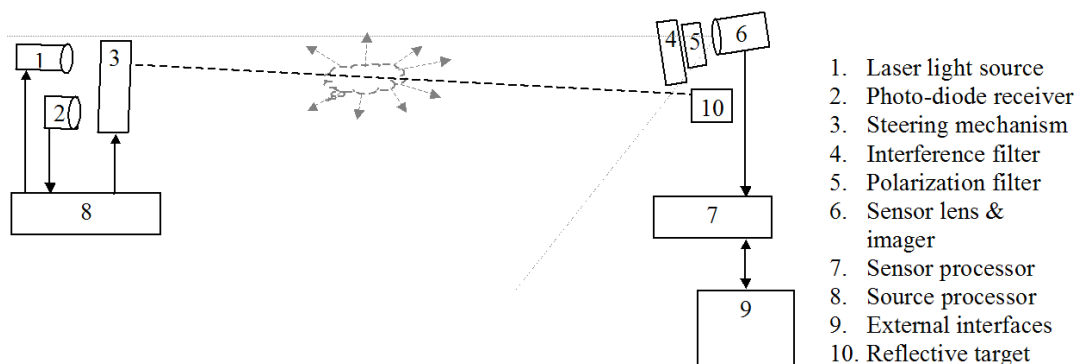 1
2
3
4
5
6
10
8
7
9
1. Laser light source
2. Photo-diode receiver
3. Steering mechanism
4. Interference filter
5. Polarization filter
6. Sensor lens &
imager
7. Sensor processor
8. Source processor
9. External interfaces
10. Reflective target